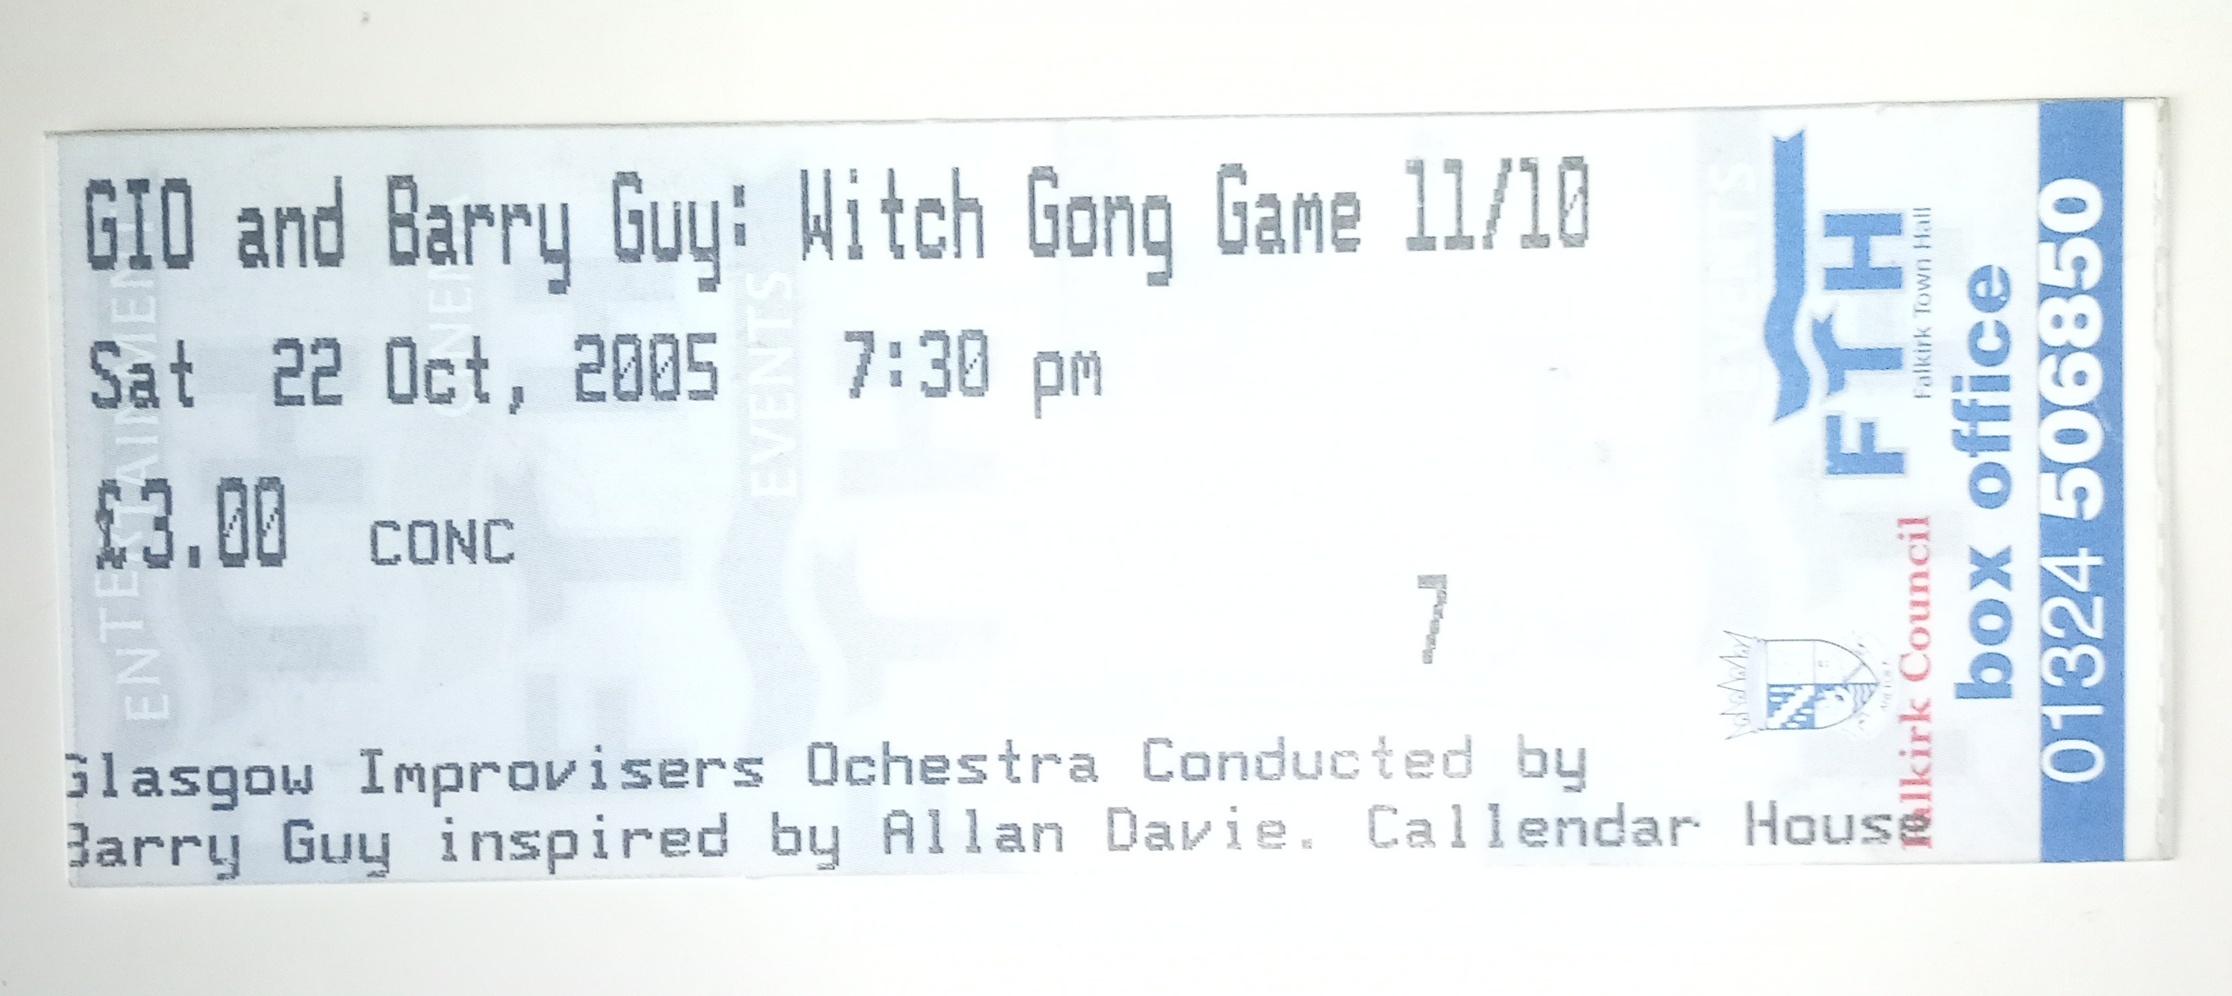 GIO and Barry Guy: Witch Gong Game 11/10
Sat 22 Oct, 2005 7:30 pm
£3.00 CONC
7
Glasgow Improvisers Ochestra Conducted by
Barry Guy inspired by Allan Davie. Callendar House
ENTERTAINMENT
EVENTS
EVENTS
FTH
Falkirk Town Hall
Falkirk Council
box office
01324 506850